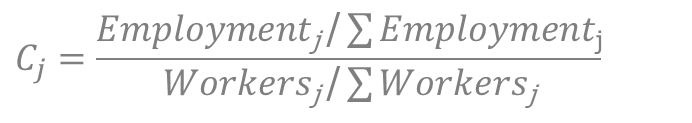 C_j = (Employment_j / ∑ Employment_j) / (Workers_j / ∑ Workers_j)